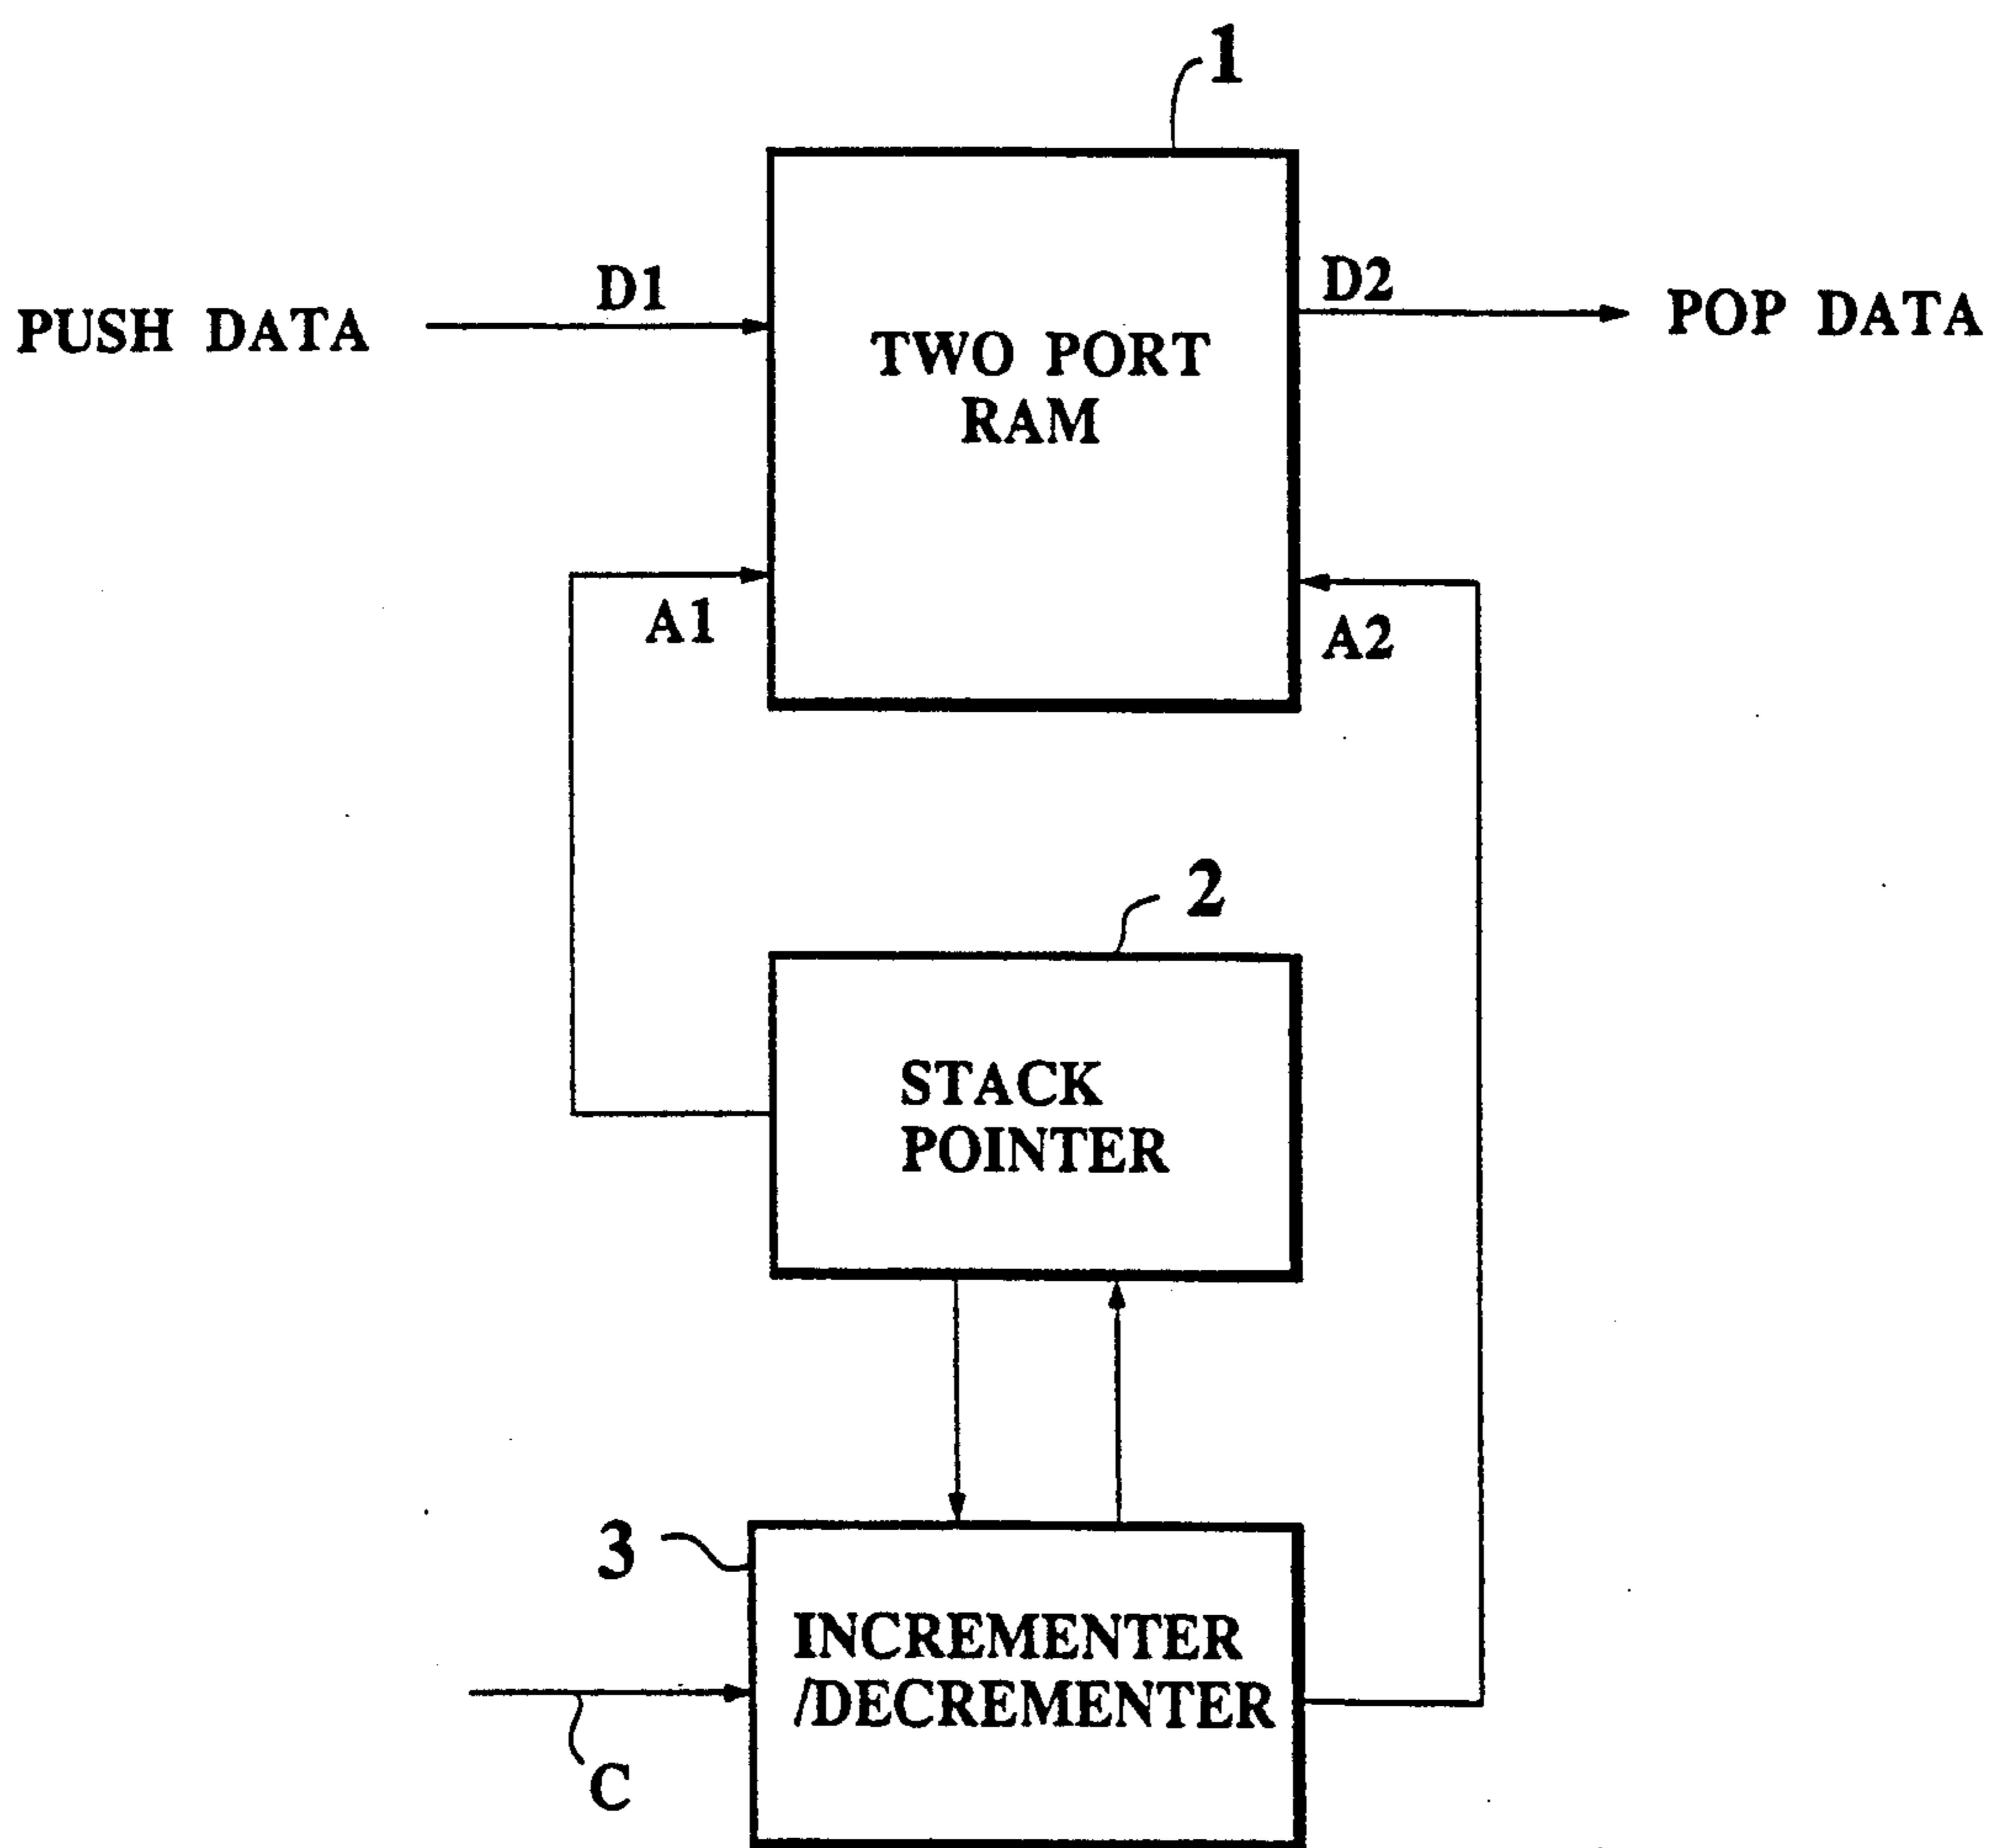 1
D1
D2
PUSH DATA
POP DATA
TWO PORT
RAM
A1
A2
2
STACK
POINTER
3
INCREMENTER
/DECREMENTER
C